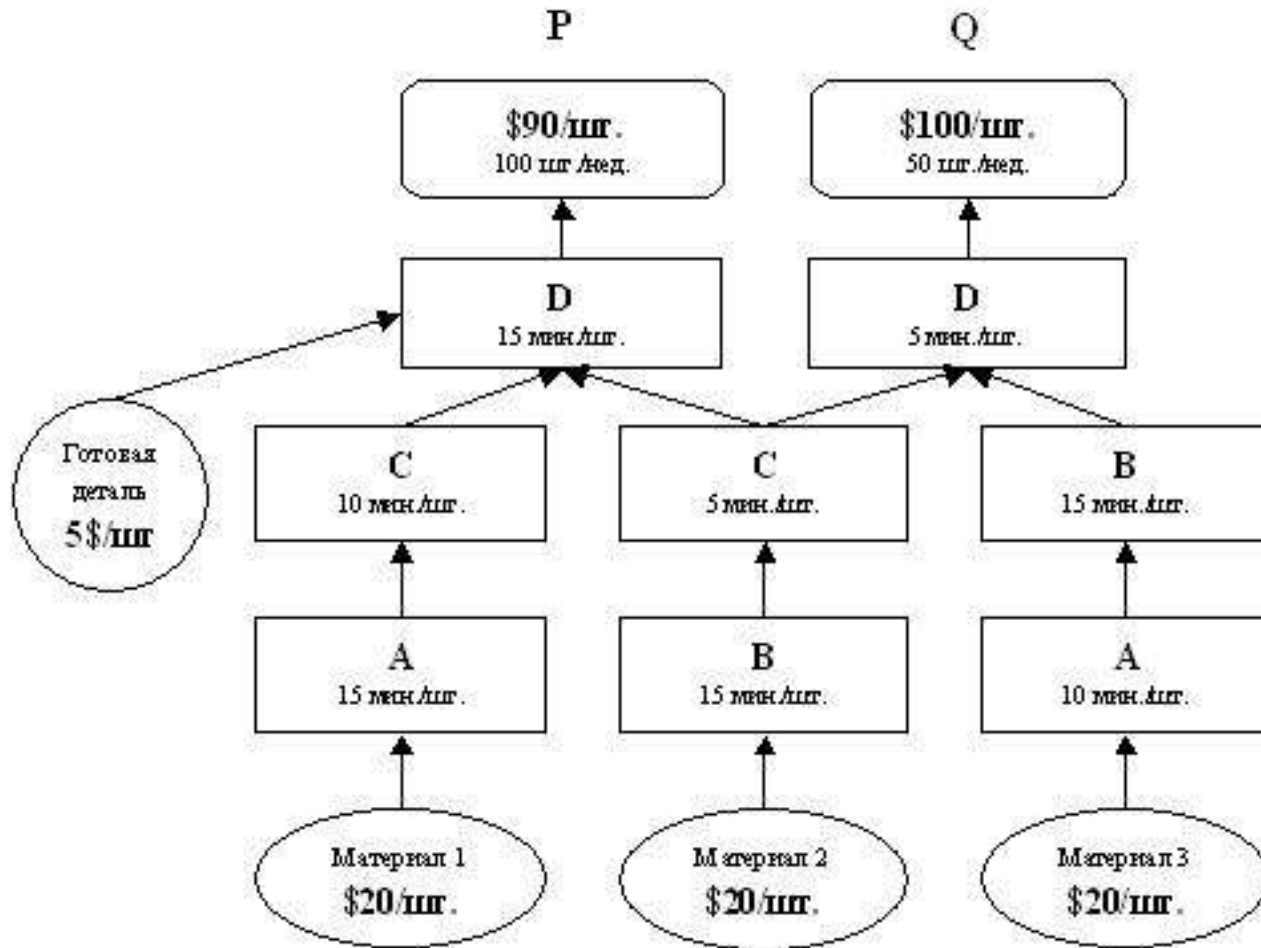 P
Q
$90/шт.
100 шт./нед.
$100/шт.
50 шт./нед.
D
15 мин./шт.
D
5 мин./шт.
Готовая
деталь
5$/шт
C
10 мин./шт.
C
5 мин./шт.
B
15 мин./шт.
A
15 мин./шт.
B
15 мин./шт.
A
10 мин./шт.
Материал 1
$20/шт.
Материал 2
$20/шт.
Материал 3
$20/шт.